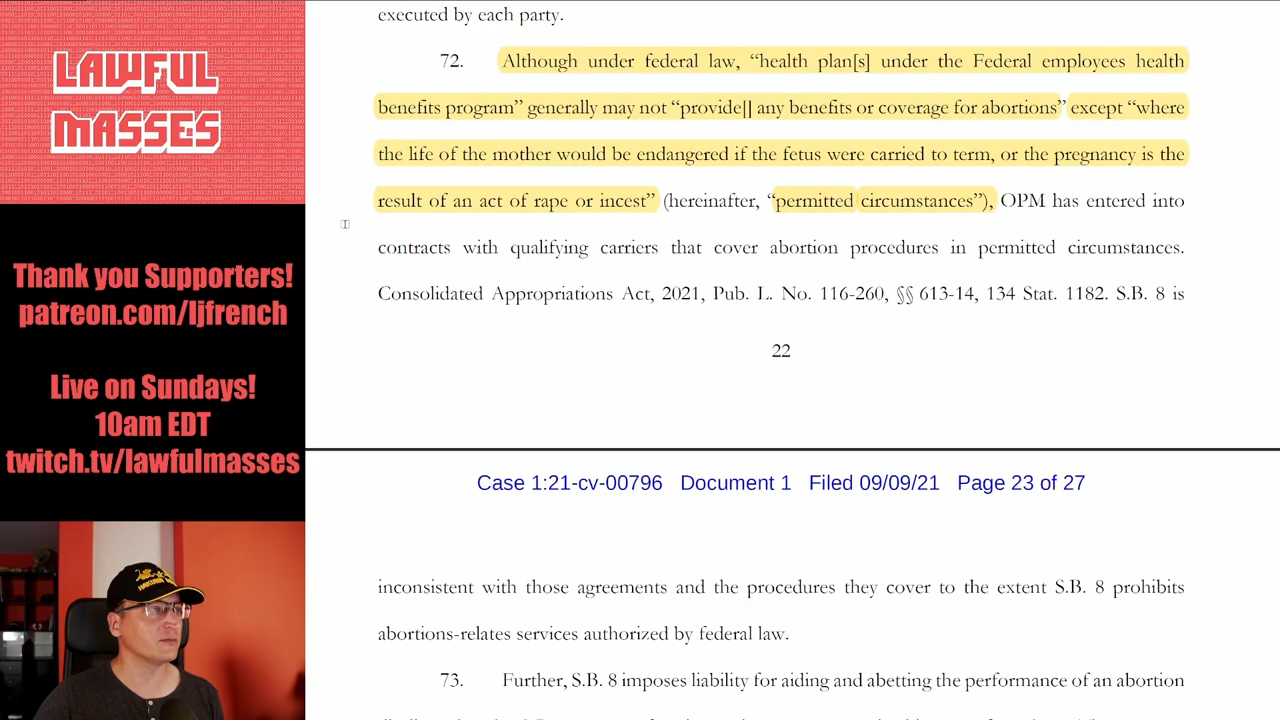 LAWFUL
MASSES
Thank you Supporters!
patreon.com/ljfrench
Live on Sundays!
10am EDT
twitch.tv/lawfulmasses
executed by each party.
72. Although under federal law, “health plan[s] under the Federal employees health
benefits program” generally may not “provide[] any benefits or coverage for abortions” except “where
the life of the mother would be endangered if the fetus were carried to term, or the pregnancy is the
result of an act of rape or incest” (hereinafter, “permitted circumstances”), OPM has entered into
contracts with qualifying carriers that cover abortion procedures in permitted circumstances.
Consolidated Appropriations Act, 2021, Pub. L. No. 116-260, §§ 613-14, 134 Stat. 1182. S.B. 8 is
22
Case 1:21-cv-00796 Document 1 Filed 09/09/21 Page 23 of 27
inconsistent with those agreements and the procedures they cover to the extent S.B. 8 prohibits
abortions-relates services authorized by federal law.
73. Further, S.B. 8 imposes liability for aiding and abetting the performance of an abortion